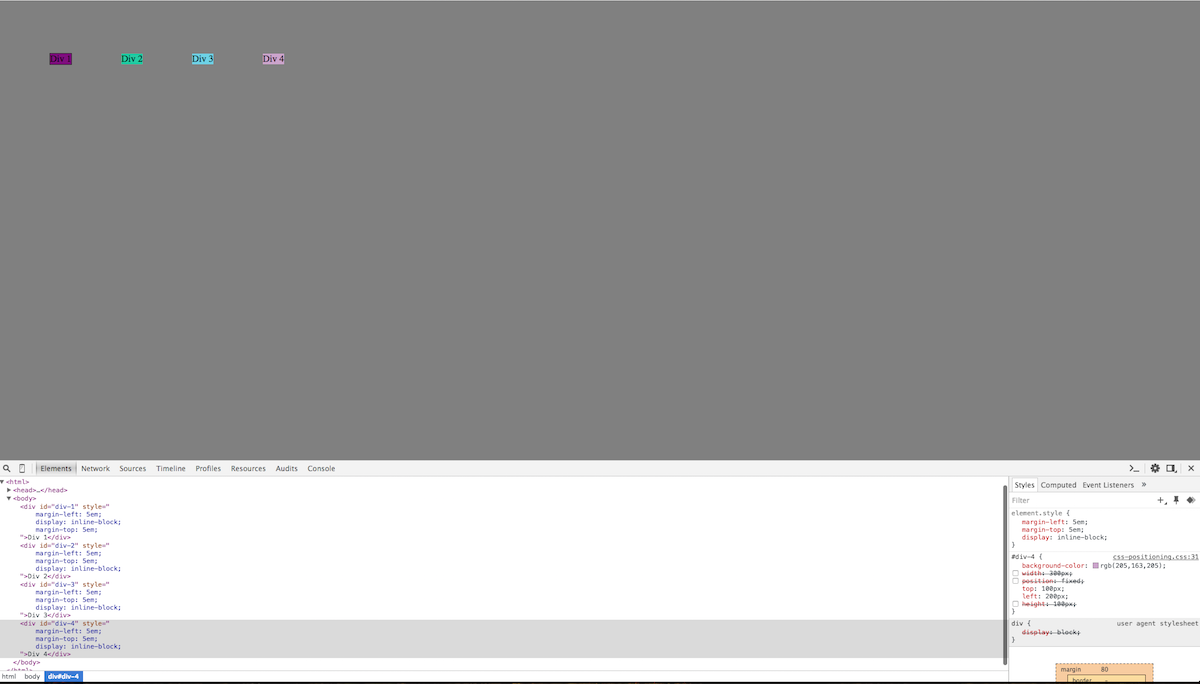 Div 1 Div 2 Div 3 Div 4
Elements Network Sources Timeline Profiles Resources Audits Console
<html>
<head>…</head>
<body>
<div id="div-1" style="
margin-left: 5em;
display: inline-block;
margin-top: 5em;
">Div 1</div>
<div id="div-2" style="
margin-left: 5em;
margin-top: 5em;
display: inline-block;
">Div 2</div>
<div id="div-3" style="
margin-left: 5em;
margin-top: 5em;
display: inline-block;
">Div 3</div>
<div id="div-4" style="
margin-left: 5em;
margin-top: 5em;
display: inline-block;
">Div 4</div>
</body>
</html>
html body div#div-4
Styles Computed Event Listeners »
Filter
element.style {
margin-left: 5em;
margin-top: 5em;
display: inline-block;
}
#div-4 { css-positioning.css:31
background-color: rgb(205,163,205);
width: 300px;
position: fixed;
top: 100px;
left: 200px;
height: 100px;
}
div { user agent stylesheet
display: block;
}
margin 80
border -